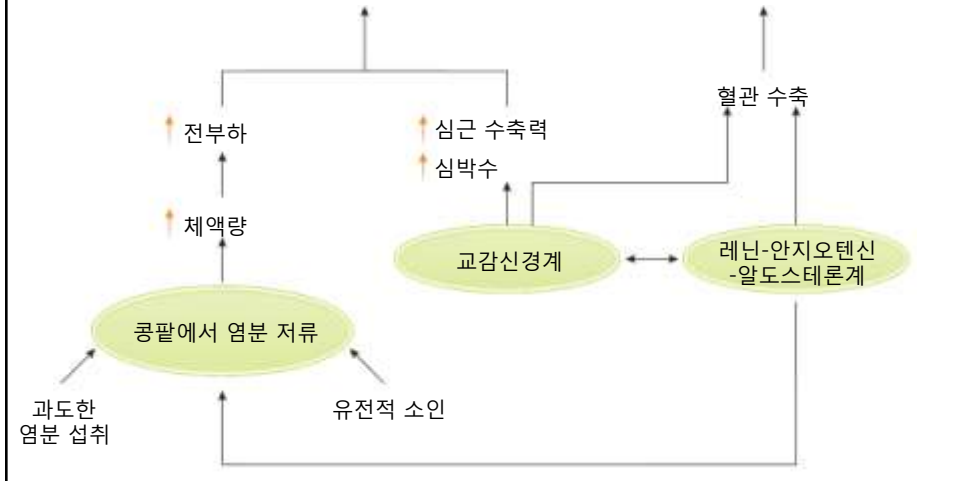 혈관 수축
전부하
심근 수축력
심박수
체액량
교감신경계
레닌-안지오텐신
-알도스테론계
콩팥에서 염분 저류
과도한
염분 섭취
유전적 소인